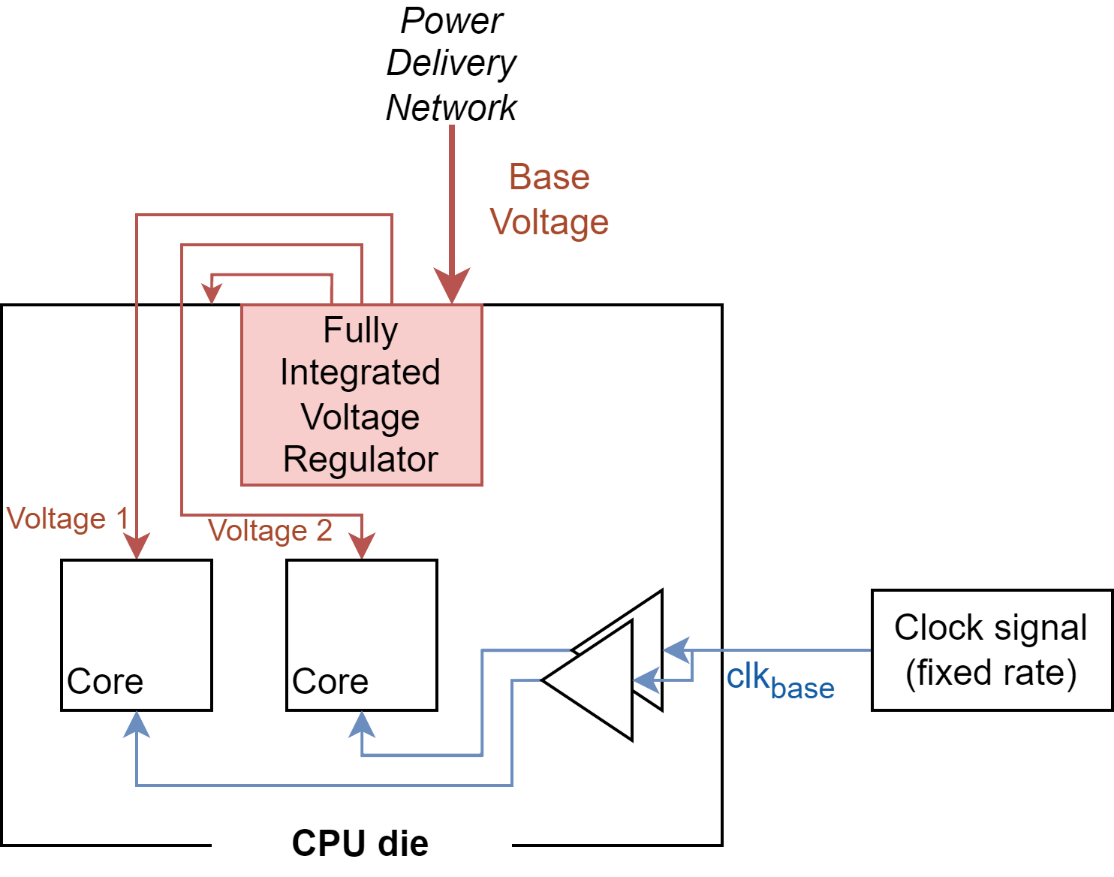 Power
Delivery
Network
Base
Voltage
Fully
Integrated
Voltage
Regulator
Voltage 1
Voltage 2
Core
Core
Clock signal
(fixed rate)
clkbase
CPU die